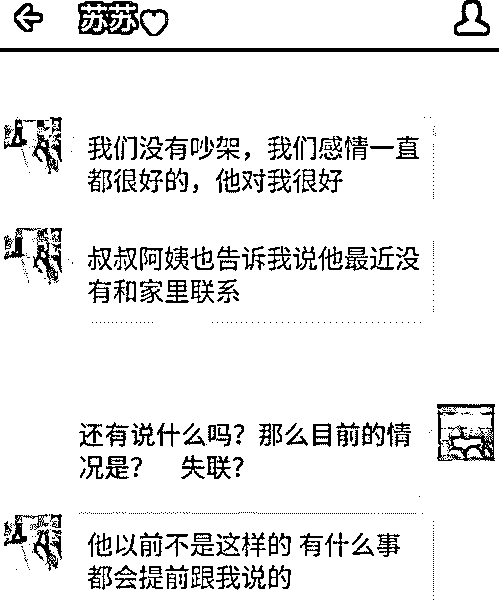 苏苏♡
我们没有吵架，我们感情一直
都很好的，他对我很好
叔叔阿姨也告诉我说他最近没
有和家里联系
还有说什么吗？那么目前的情
况是？ 失联？
他以前不是这样的 有什么事
都会提前跟我说的